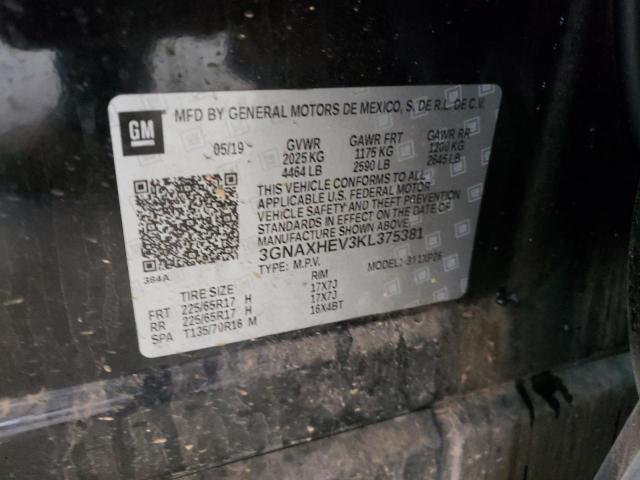 GM
MFD BY GENERAL MOTORS DE MEXICO, S. DE R.L. DE C.V.
05/19 GVWR GAWR FRT GAWR RR
2025 KG 1175 KG 1200 KG
4464 LB 2590 LB 2645 LB
THIS VEHICLE CONFORMS TO ALL
APPLICABLE U.S. FEDERAL MOTOR
VEHICLE SAFETY AND THEFT PREVENTION
STANDARDS IN EFFECT ON THE DATE OF
MANUFACTURE SHOWN ABOVE.
3GNAXHEV3KL375381
TYPE: M.P.V. MODEL:
384A
TIRE SIZE RIM
FRT 225/65R17 H 17X7J
RR 225/65R17 H 17X7J
SPA T135/70R16 M 16X4BT